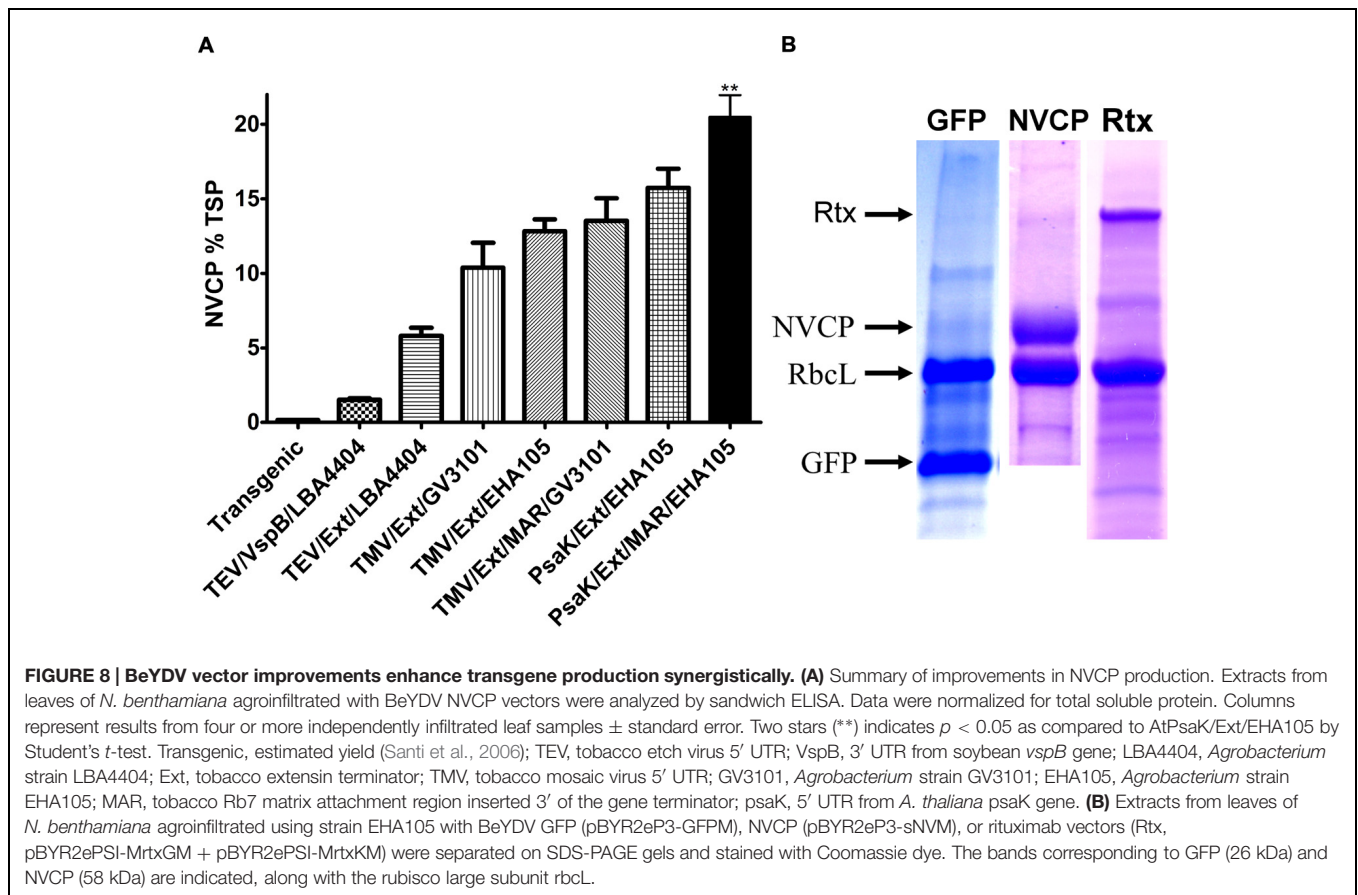 A
B
NVCP % TSP
20
15
10
5
0
**
Transgenic
TEV/VspB/LBA4404
TEV/Ext/LBA4404
TMV/Ext/GV3101
TMV/Ext/EHA105
TMV/Ext/MAR/GV3101
PsaK/Ext/EHA105
PsaK/Ext/MAR/EHA105
GFP NVCP Rtx
Rtx
NVCP
RbcL
GFP
FIGURE 8 | BeYDV vector improvements enhance transgene production synergistically. (A) Summary of improvements in NVCP production. Extracts from
leaves of N. benthamiana agroinfiltrated with BeYDV NVCP vectors were analyzed by sandwich ELISA. Data were normalized for total soluble protein. Columns
represent results from four or more independently infiltrated leaf samples ± standard error. Two stars (**) indicates p < 0.05 as compared to AtPsaK/Ext/EHA105 by
Student's t-test. Transgenic, estimated yield (Santi et al., 2006); TEV, tobacco etch virus 5′ UTR; VspB, 3′ UTR from soybean vspB gene; LBA4404, Agrobacterium
strain LBA4404; Ext, tobacco extensin terminator; TMV, tobacco mosaic virus 5′ UTR; GV3101, Agrobacterium strain GV3101; EHA105, Agrobacterium strain
EHA105; MAR, tobacco Rb7 matrix attachment region inserted 3′ of the gene terminator; psaK, 5′ UTR from A. thaliana psaK gene. (B) Extracts from leaves of
N. benthamiana agroinfiltrated using strain EHA105 with BeYDV GFP (pBYR2eP3-GFPM), NVCP (pBYR2eP3-sNVM), or rituximab vectors (Rtx,
pBYR2ePSI-MrtxGM + pBYR2ePSI-MrtxKM) were separated on SDS-PAGE gels and stained with Coomassie dye. The bands corresponding to GFP (26 kDa) and
NVCP (58 kDa) are indicated, along with the rubisco large subunit rbcL.